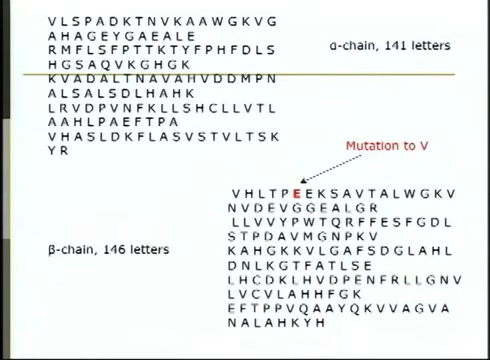 VLSPADKTNVKAAWGKVG
AHAGEYGAEALE
RMFLSFPTTKTYFPHFDLS
HGSAQVKGHGK
KVADALTNAVAHVDDMPN
ALSALSDLHAHK
LRVDPVNFKLLSHCLLVTL
AAHLPAEFTPA
VHASLDKFLASVSTVLTSK
YR
α-chain, 141 letters
Mutation to V
VHLTPEEKSAVTALWGKV
NVDEVGGEALGR
LLVVYPWTQRFFESFGDL
STPDAVMGNPKV
KAHGKKVLGAFSDGLAHL
DNLKGTFATLSE
LHCDKLHVDPENFRLLGNV
LVCVLAHHFGK
EFTPPVQAAYQKVVAGVA
NALAHKYH
β-chain, 146 letters